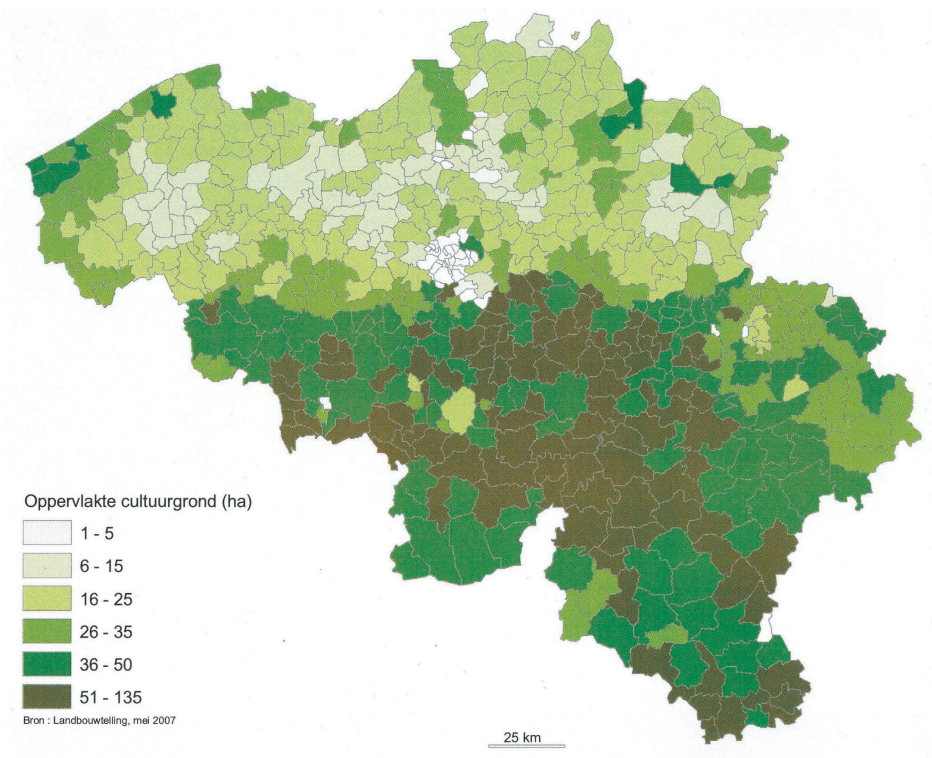 Oppervlakte cultuurgrond (ha)
1 - 5
6 - 15
16 - 25
26 - 35
36 - 50
51 - 135
Bron : Landbouwtelling, mei 2007
25 km